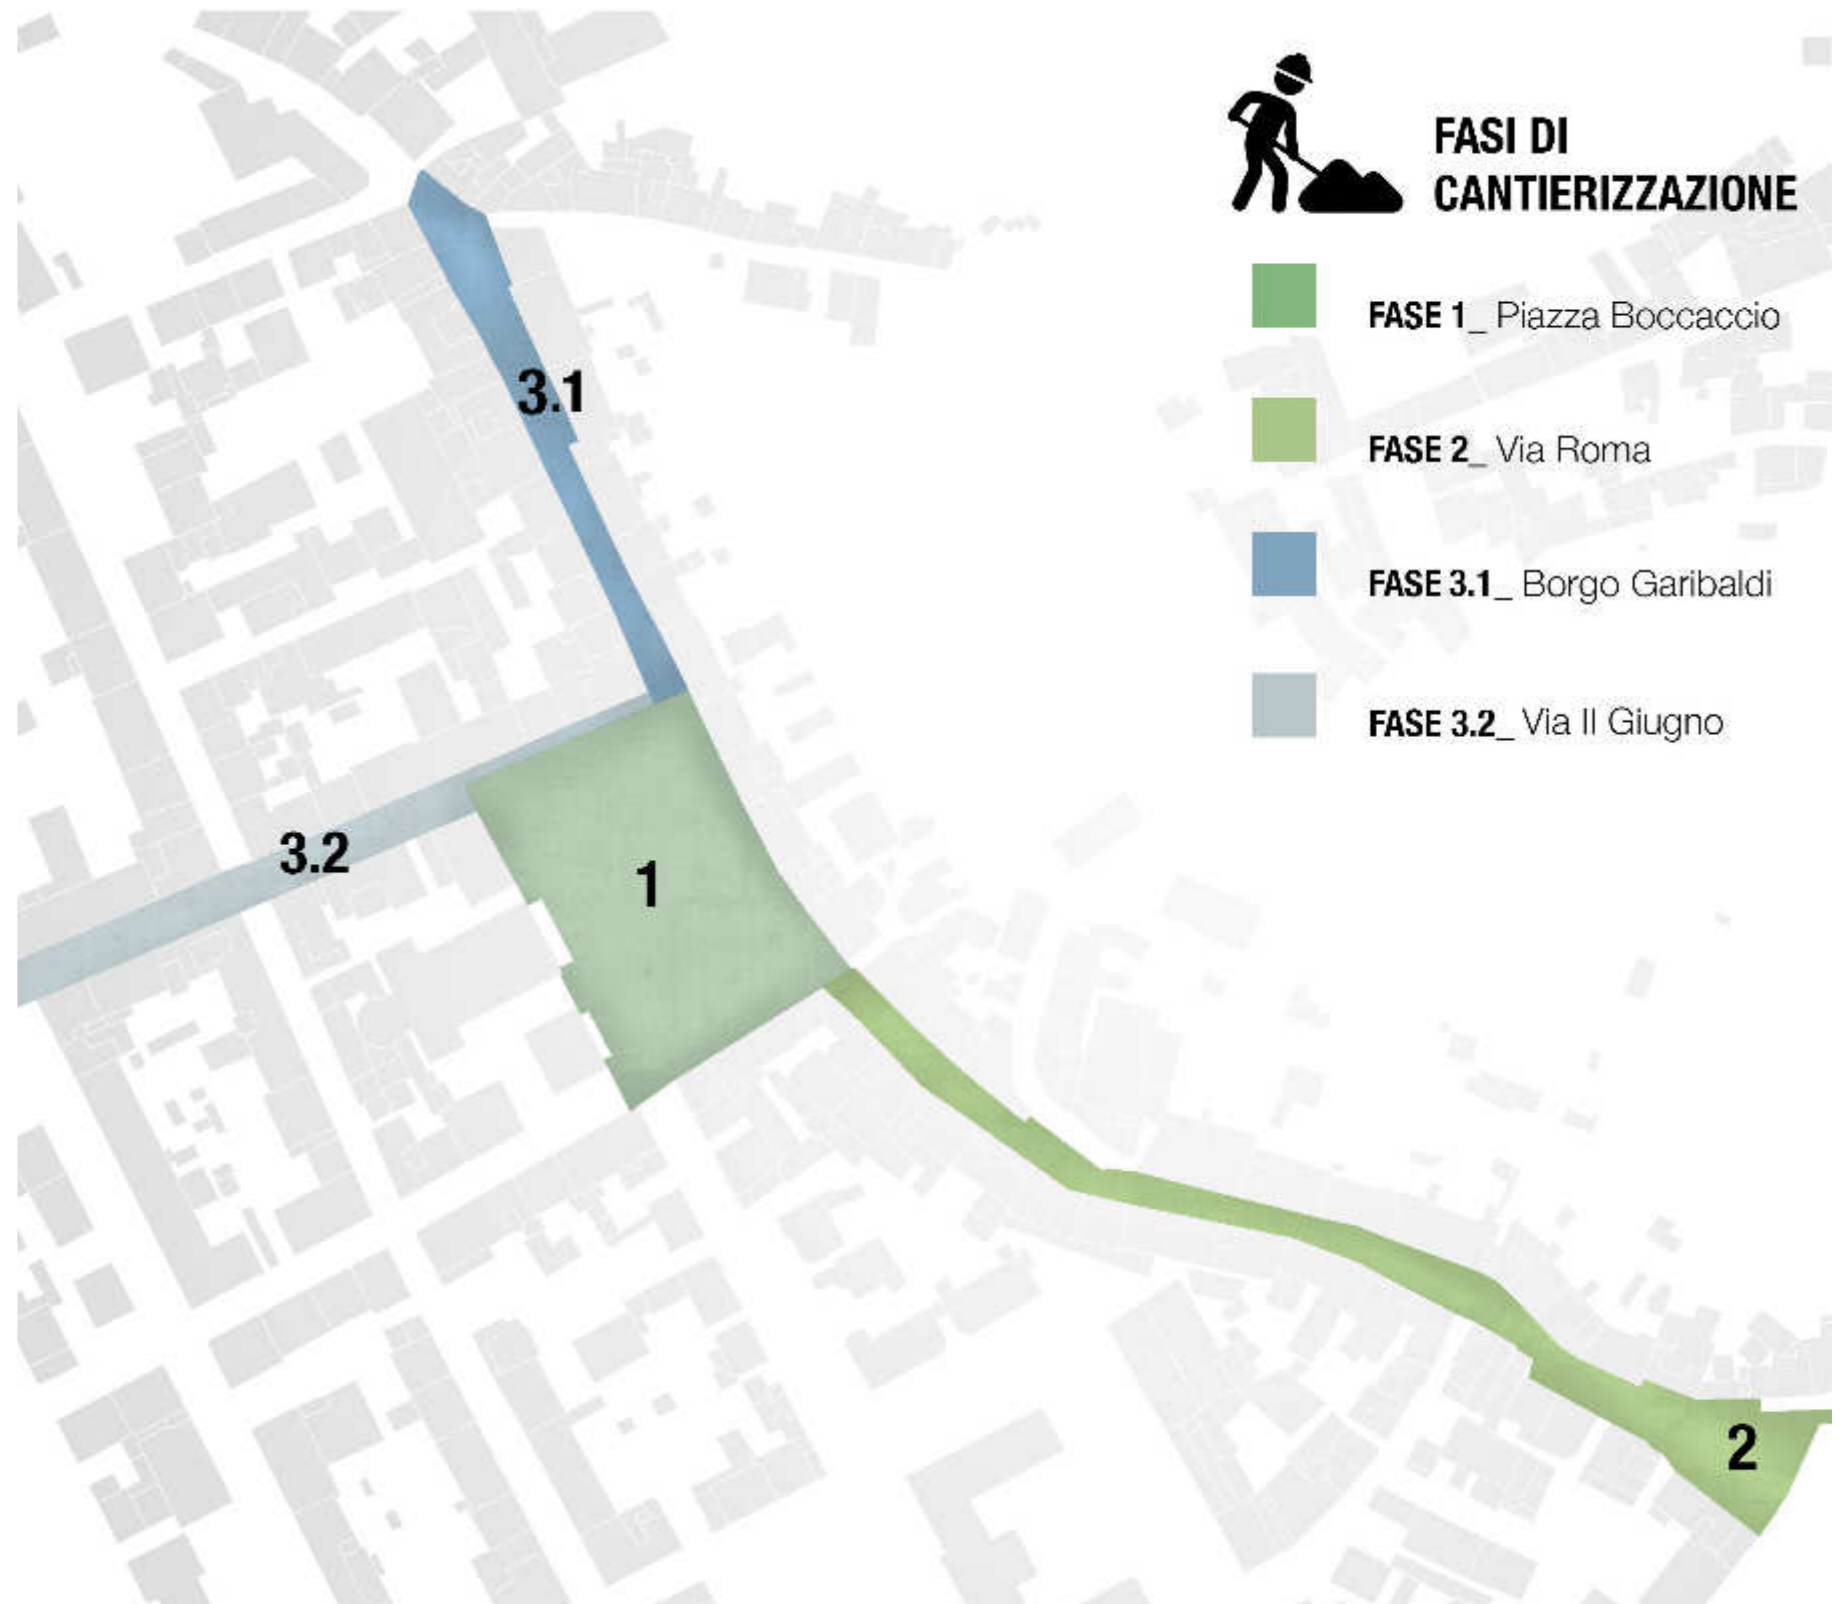 FASI DI
CANTIERIZZAZIONE
FASE 1_ Piazza Boccaccio
FASE 2_ Via Roma
FASE 3.1_ Borgo Garibaldi
FASE 3.2_ Via II Giugno
3.1
3.2
1
2